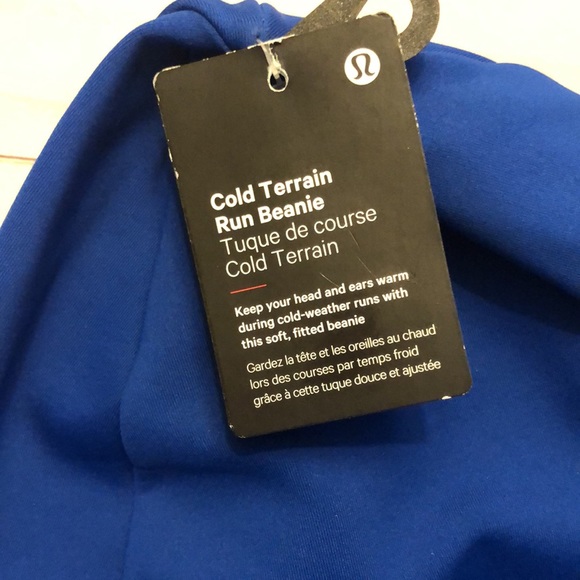 Cold Terrain
Run Beanie
Tuque de course
Cold Terrain
Keep your head and ears warm
during cold-weather runs with
this soft, fitted beanie
Gardez la tête et les oreilles au chaud
lors des courses par temps froid
grâce à cette tuque douce et ajustée